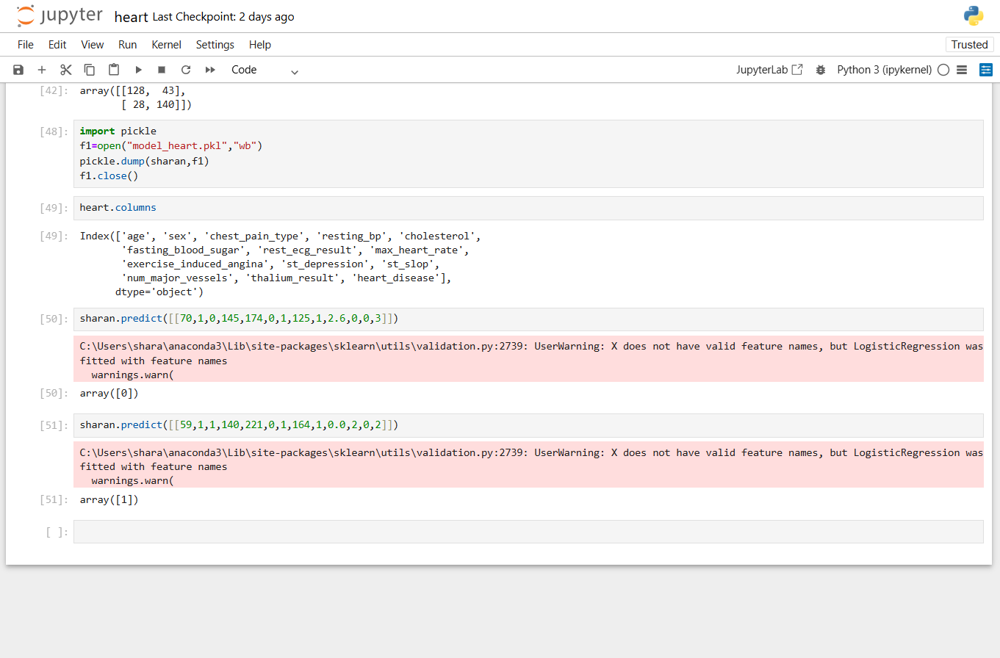 jupyter heart Last Checkpoint: 2 days ago
File Edit View Run Kernel Settings Help Trusted
Code JupyterLab Python 3 (ipykernel)
[42]: array([[128,  43],
       [ 28, 140]])
[48]: import pickle
f1=open("model_heart.pkl","wb")
pickle.dump(sharan,f1)
f1.close()
[49]: heart.columns
[49]: Index(['age', 'sex', 'chest_pain_type', 'resting_bp', 'cholesterol',
       'fasting_blood_sugar', 'rest_ecg_result', 'max_heart_rate',
       'exercise_induced_angina', 'st_depression', 'st_slop',
       'num_major_vessels', 'thalium_result', 'heart_disease'],
      dtype='object')
[50]: sharan.predict([[70,1,0,145,174,0,1,125,1,2.6,0,0,3]])
C:\Users\shara\anaconda3\Lib\site-packages\sklearn\utils\validation.py:2739: UserWarning: X does not have valid feature names, but LogisticRegression was
fitted with feature names
  warnings.warn(
[50]: array([0])
[51]: sharan.predict([[59,1,1,140,221,0,1,164,1,0.0,2,0,2]])
C:\Users\shara\anaconda3\Lib\site-packages\sklearn\utils\validation.py:2739: UserWarning: X does not have valid feature names, but LogisticRegression was
fitted with feature names
  warnings.warn(
[51]: array([1])
[ ]: